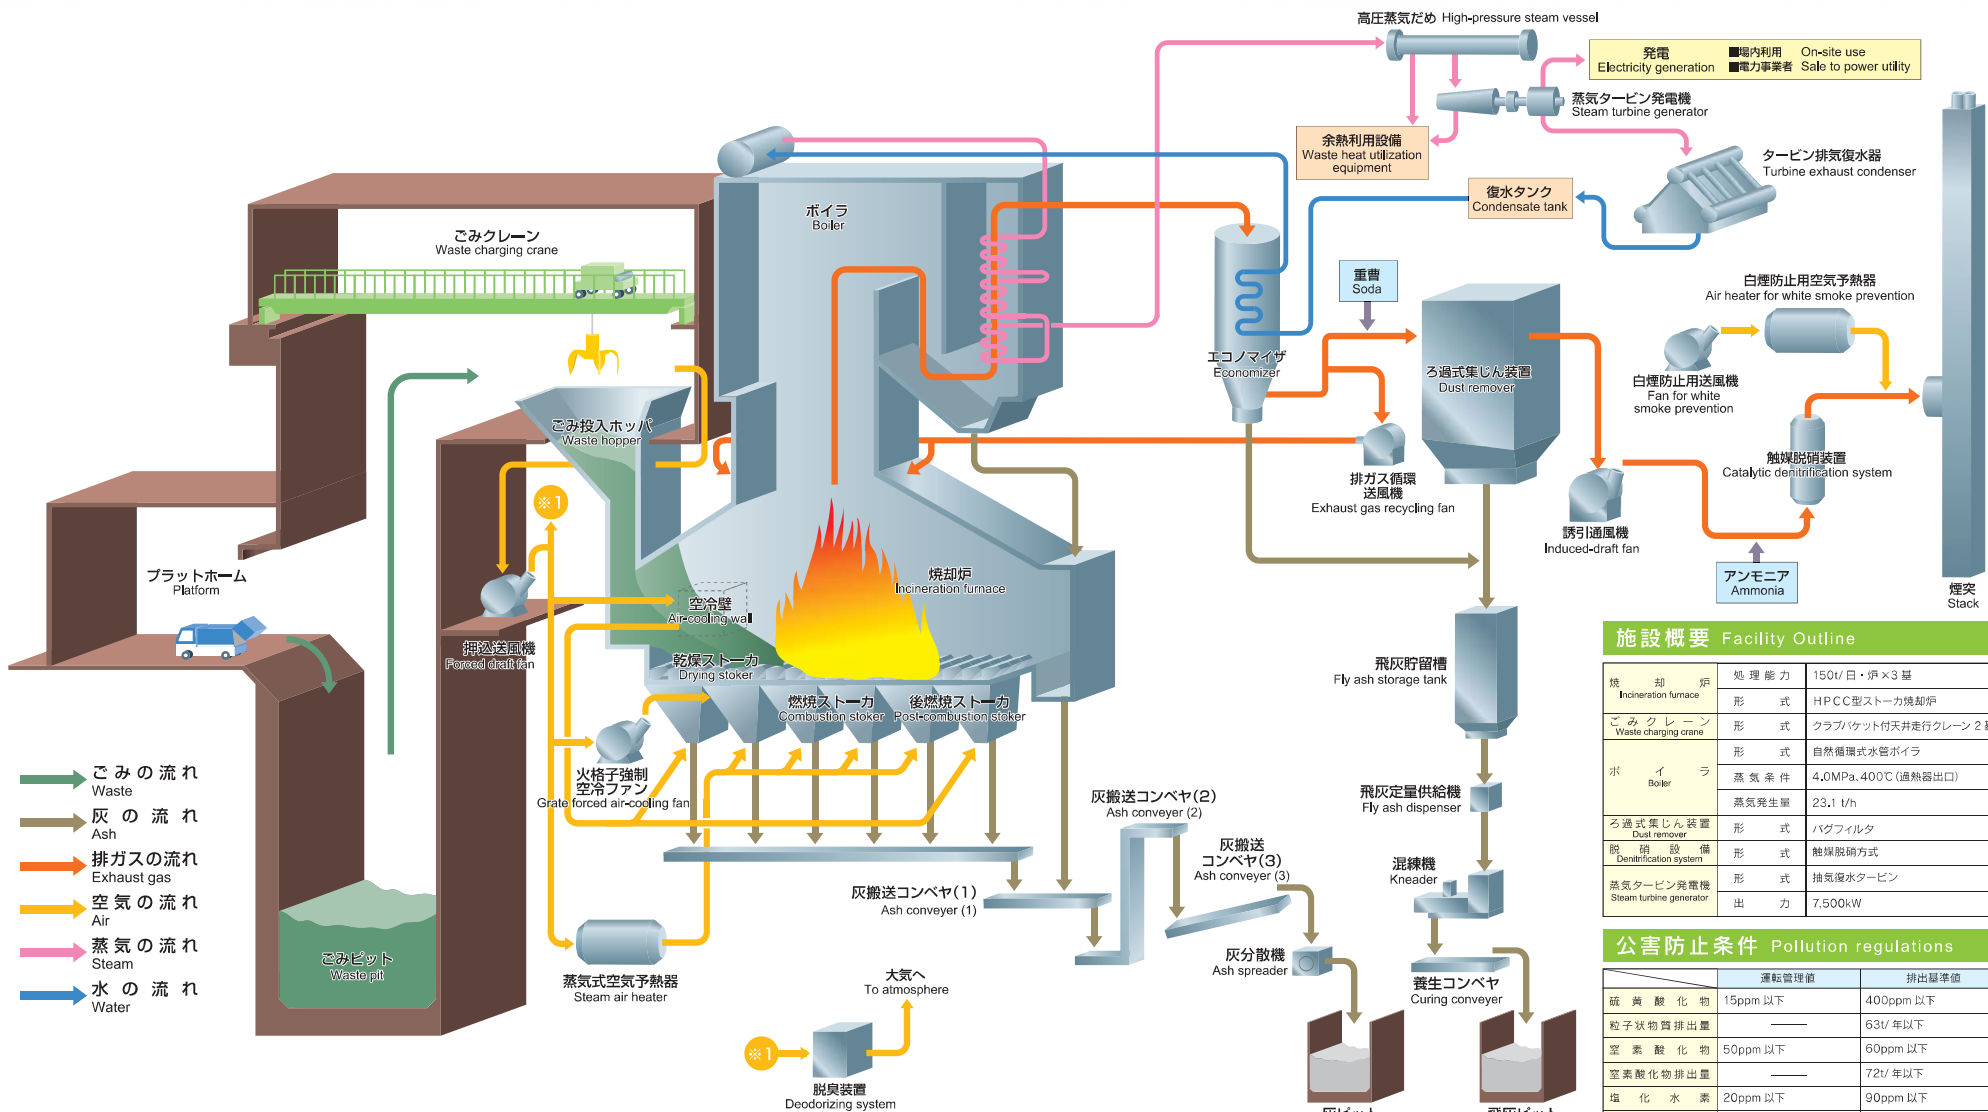 高圧蒸気だめ High-pressure steam vessel
発電
Electricity generation
■場内利用 On-site use
■電力事業者 Sale to power utility
蒸気タービン発電機
Steam turbine generator
余熱利用設備
Waste heat utilization
equipment
タービン排気復水器
Turbine exhaust condenser
復水タンク
Condensate tank
ボイラ
Boiler
ごみクレーン
Waste charging crane
重曹
Soda
白煙防止用空気予熱器
Air heater for white smoke prevention
エコノマイザ
Economizer
ろ過式集じん装置
Dust remover
白煙防止用送風機
Fan for white
smoke prevention
ごみ投入ホッパ
Waste hopper
触媒脱硝装置
Catalytic denitrification system
排ガス循環
送風機
Exhaust gas recycling fan
※1
誘引通風機
Induced-draft fan
プラットホーム
Platform
焼却炉
Incineration furnace
アンモニア
Ammonia
煙突
Stack
空冷壁
Air-cooling wall
押込送風機
Forced draft fan
乾燥ストーカ
Drying stoker
燃焼ストーカ
Combustion stoker
後燃焼ストーカ
Post-combustion stoker
飛灰貯留槽
Fly ash storage tank
火格子強制
空冷ファン
Grate forced air-cooling fan
灰搬送コンベヤ(2)
Ash conveyer (2)
飛灰定量供給機
Fly ash dispenser
灰搬送
コンベヤ(3)
Ash conveyer (3)
混練機
Kneader
灰搬送コンベヤ(1)
Ash conveyer (1)
灰分散機
Ash spreader
養生コンベヤ
Curing conveyer
ごみピット
Waste pit
蒸気式空気予熱器
Steam air heater
大気へ
To atmosphere
※1
脱臭装置
Deodorizing system
灰ピット
飛灰ピット
ごみの流れ
Waste
灰の流れ
Ash
排ガスの流れ
Exhaust gas
空気の流れ
Air
蒸気の流れ
Steam
水の流れ
Water
施設概要 Facility Outline
焼却炉
Incineration furnace
処理能力 150t/日・炉×3基
形式 HPCC型ストーカ焼却炉
ごみクレーン
Waste charging crane
形式 クラブバケット付天井走行クレーン 2基
ボイラ
Boiler
形式 自然循環式水管ボイラ
蒸気条件 4.0MPa、400℃(過熱器出口)
蒸気発生量 23.1 t/h
ろ過式集じん装置
Dust remover
形式 バグフィルタ
脱硝設備
Denitrification system
形式 触媒脱硝方式
蒸気タービン発電機
Steam turbine generator
形式 抽気復水タービン
出力 7,500kW
公害防止条件 Pollution regulations
運転管理値 排出基準値
硫黄酸化物 15ppm 以下 400ppm 以下
粒子状物質排出量 —— 63t/年以下
窒素酸化物 50ppm 以下 60ppm 以下
窒素酸化物排出量 —— 72t/年以下
塩化水素 20ppm 以下 90ppm 以下